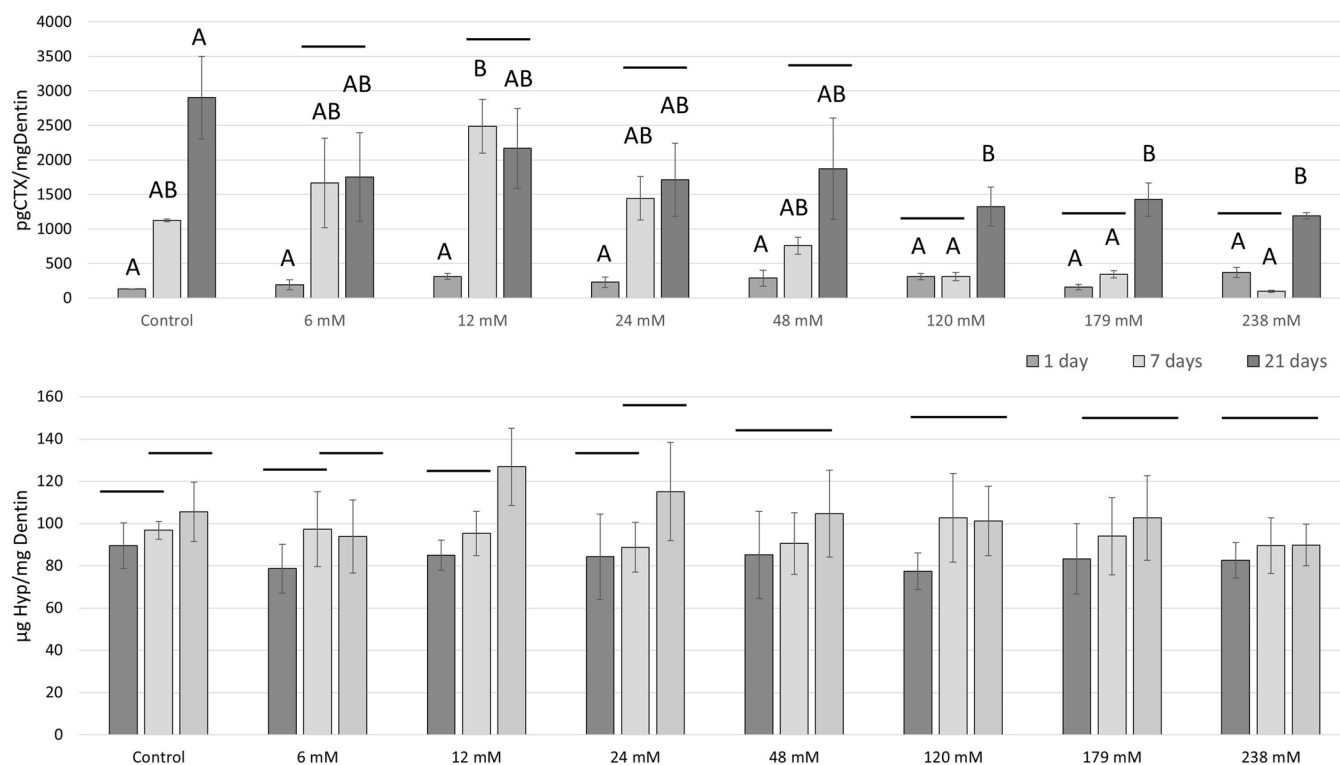 4000
3500
3000
2500
2000
1500
1000
500
0
pgCTX/mgDentin
A AB A
A AB AB
A B AB
A AB AB
A AB AB
A A B
A A B
A A B
Control 6 mM 12 mM 24 mM 48 mM 120 mM 179 mM 238 mM
1 day 7 days 21 days
160
140
120
100
80
60
40
20
0
µg Hyp/mg Dentin
Control 6 mM 12 mM 24 mM 48 mM 120 mM 179 mM 238 mM